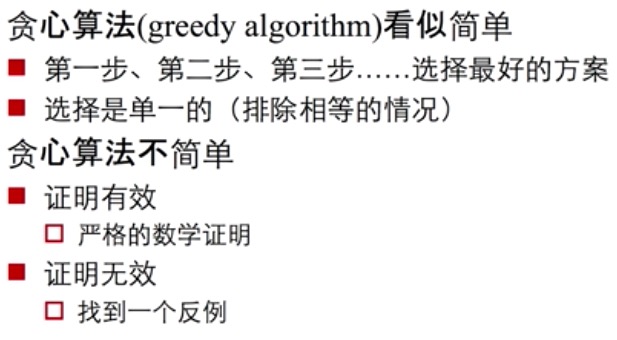 贪心算法(greedy algorithm)看似简单
第一步、第二步、第三步……选择最好的方案
选择是单一的（排除相等的情况）
贪心算法不简单
证明有效
严格的数学证明
证明无效
找到一个反例